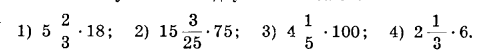 1) 5 2/3 · 18; 2) 15 3/25 · 75; 3) 4 1/5 · 100; 4) 2 1/3 · 6.